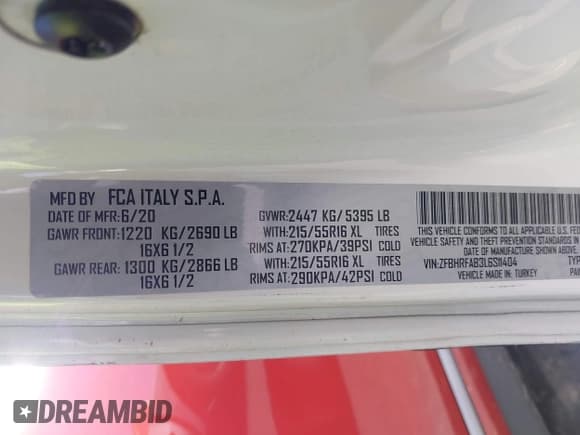 MFD BY FCA ITALY S.P.A.
DATE OF MFR: 6/20 GVWR: 2447 KG/ 5395 LB
GAWR FRONT: 1220 KG/2690 LB WITH: 215/55R16 XL TIRES
16X6 1/2 RIMS AT: 270KPA/39PSI COLD
GAWR REAR: 1300 KG/2866 LB WITH: 215/55R16 XL TIRES
16X6 1/2 RIMS AT: 290KPA/42PSI COLD
THIS VEHICLE CONFORMS TO ALL
VEHICLE SAFETY AND THEFT PREVENTION STANDARDS IN
DATE OF MANUFACTURE SHOWN ABOVE.
VIN: ZFBHRFAB3L6S11404 TYP
VEHICLE MADE IN: TURKEY PAI
DREAMBID